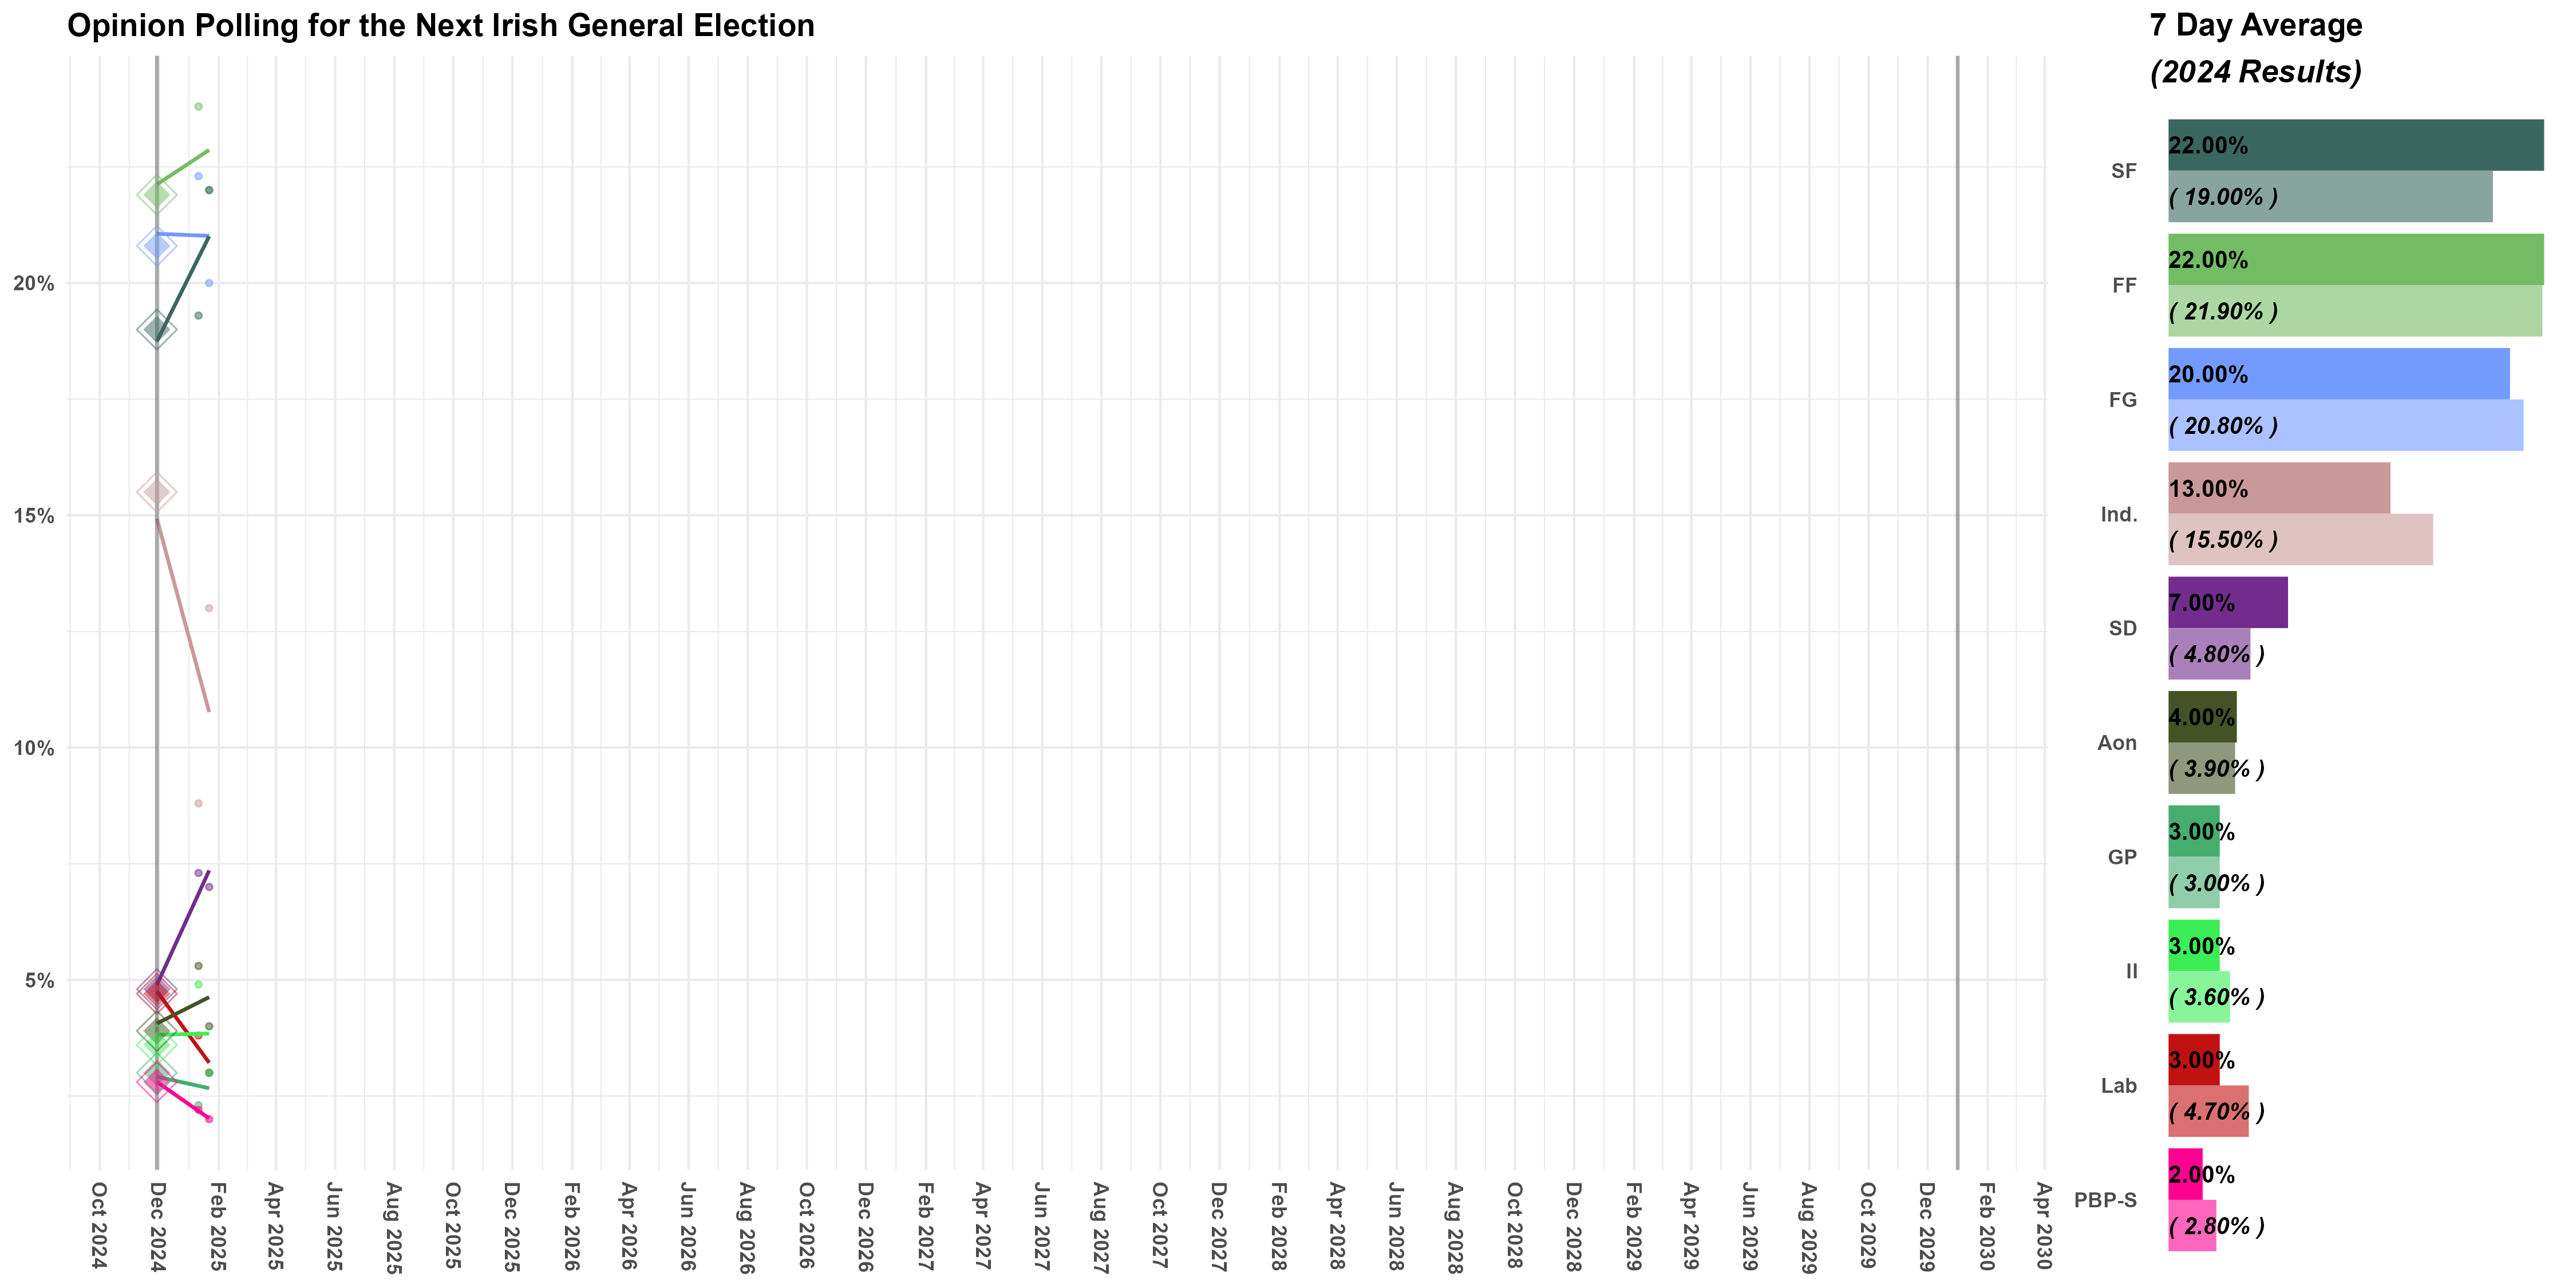 Opinion Polling for the Next Irish General Election
20%
15%
10%
5%
Oct 2024
Dec 2024
Feb 2025
Apr 2025
Jun 2025
Aug 2025
Oct 2025
Dec 2025
Feb 2026
Apr 2026
Jun 2026
Aug 2026
Oct 2026
Dec 2026
Feb 2027
Apr 2027
Jun 2027
Aug 2027
Oct 2027
Dec 2027
Feb 2028
Apr 2028
Jun 2028
Aug 2028
Oct 2028
Dec 2028
Feb 2029
Apr 2029
Jun 2029
Aug 2029
Oct 2029
Dec 2029
Feb 2030
Apr 2030
7 Day Average
(2024 Results)
SF
22.00%
( 19.00% )
FF
22.00%
( 21.90% )
FG
20.00%
( 20.80% )
Ind.
13.00%
( 15.50% )
SD
7.00%
( 4.80% )
Aon
4.00%
( 3.90% )
GP
3.00%
( 3.00% )
II
3.00%
( 3.60% )
Lab
3.00%
( 4.70% )
PBP-S
2.00%
( 2.80% )